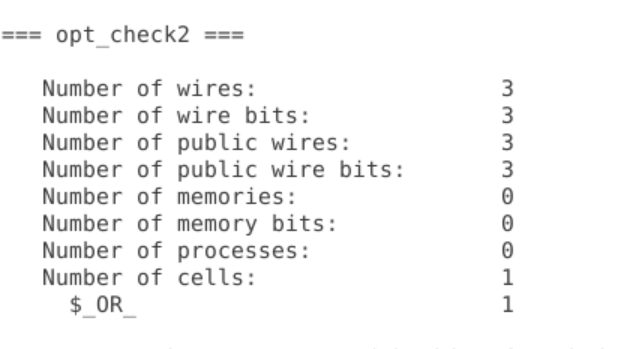 === opt_check2 ===
Number of wires: 3
Number of wire bits: 3
Number of public wires: 3
Number of public wire bits: 3
Number of memories: 0
Number of memory bits: 0
Number of processes: 0
Number of cells: 1
$_OR_ 1